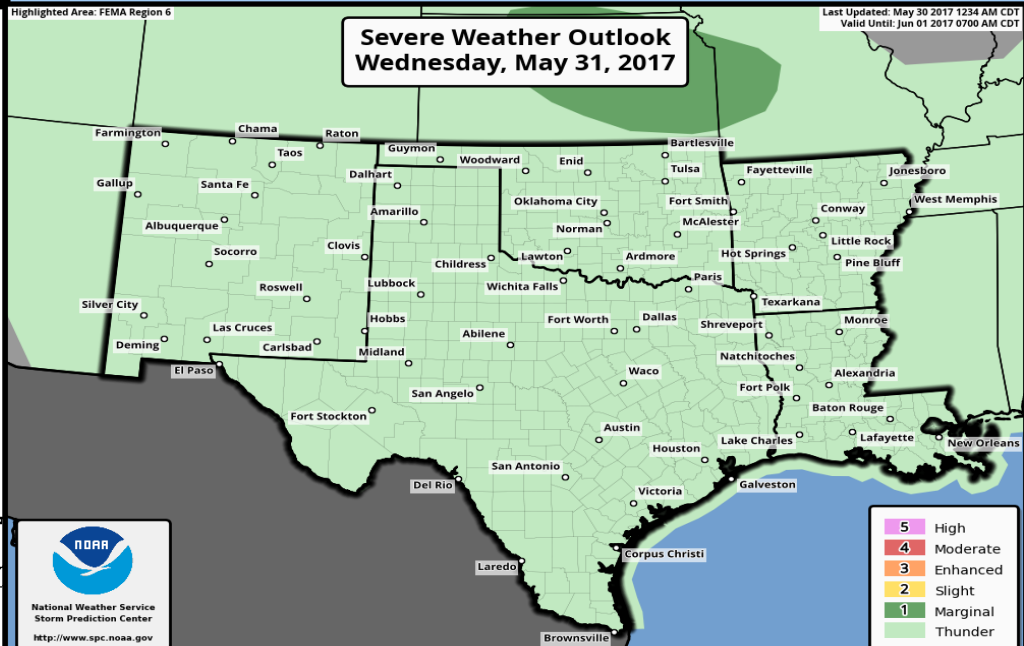 Highlighted Area: FEMA Region 6
Last Updated: May 30 2017 1234 AM CDT
Valid Until: Jun 01 2017 0700 AM CDT
Severe Weather Outlook
Wednesday, May 31, 2017
Farmington
Chama
Raton
Taos
Guymon
Woodward
Enid
Bartlesville
Tulsa
Fayetteville
Jonesboro
Gallup
Santa Fe
Dalhart
Albuquerque
Amarillo
Oklahoma City
Norman
Fort Smith
McAlester
Conway
West Memphis
Little Rock
Socorro
Clovis
Childress
Lawton
Ardmore
Hot Springs
Pine Bluff
Roswell
Lubbock
Wichita Falls
Paris
Texarkana
Silver City
Las Cruces
Hobbs
Abilene
Fort Worth
Dallas
Shreveport
Monroe
Deming
Carlsbad
Midland
Natchitoches
El Paso
San Angelo
Waco
Fort Polk
Alexandria
Fort Stockton
Austin
Baton Rouge
Houston
Lake Charles
Lafayette
New Orleans
Del Rio
San Antonio
Victoria
Galveston
Laredo
Corpus Christi
Brownsville
NOAA
National Weather Service
Storm Prediction Center
http://www.spc.noaa.gov
5 High
4 Moderate
3 Enhanced
2 Slight
1 Marginal
Thunder